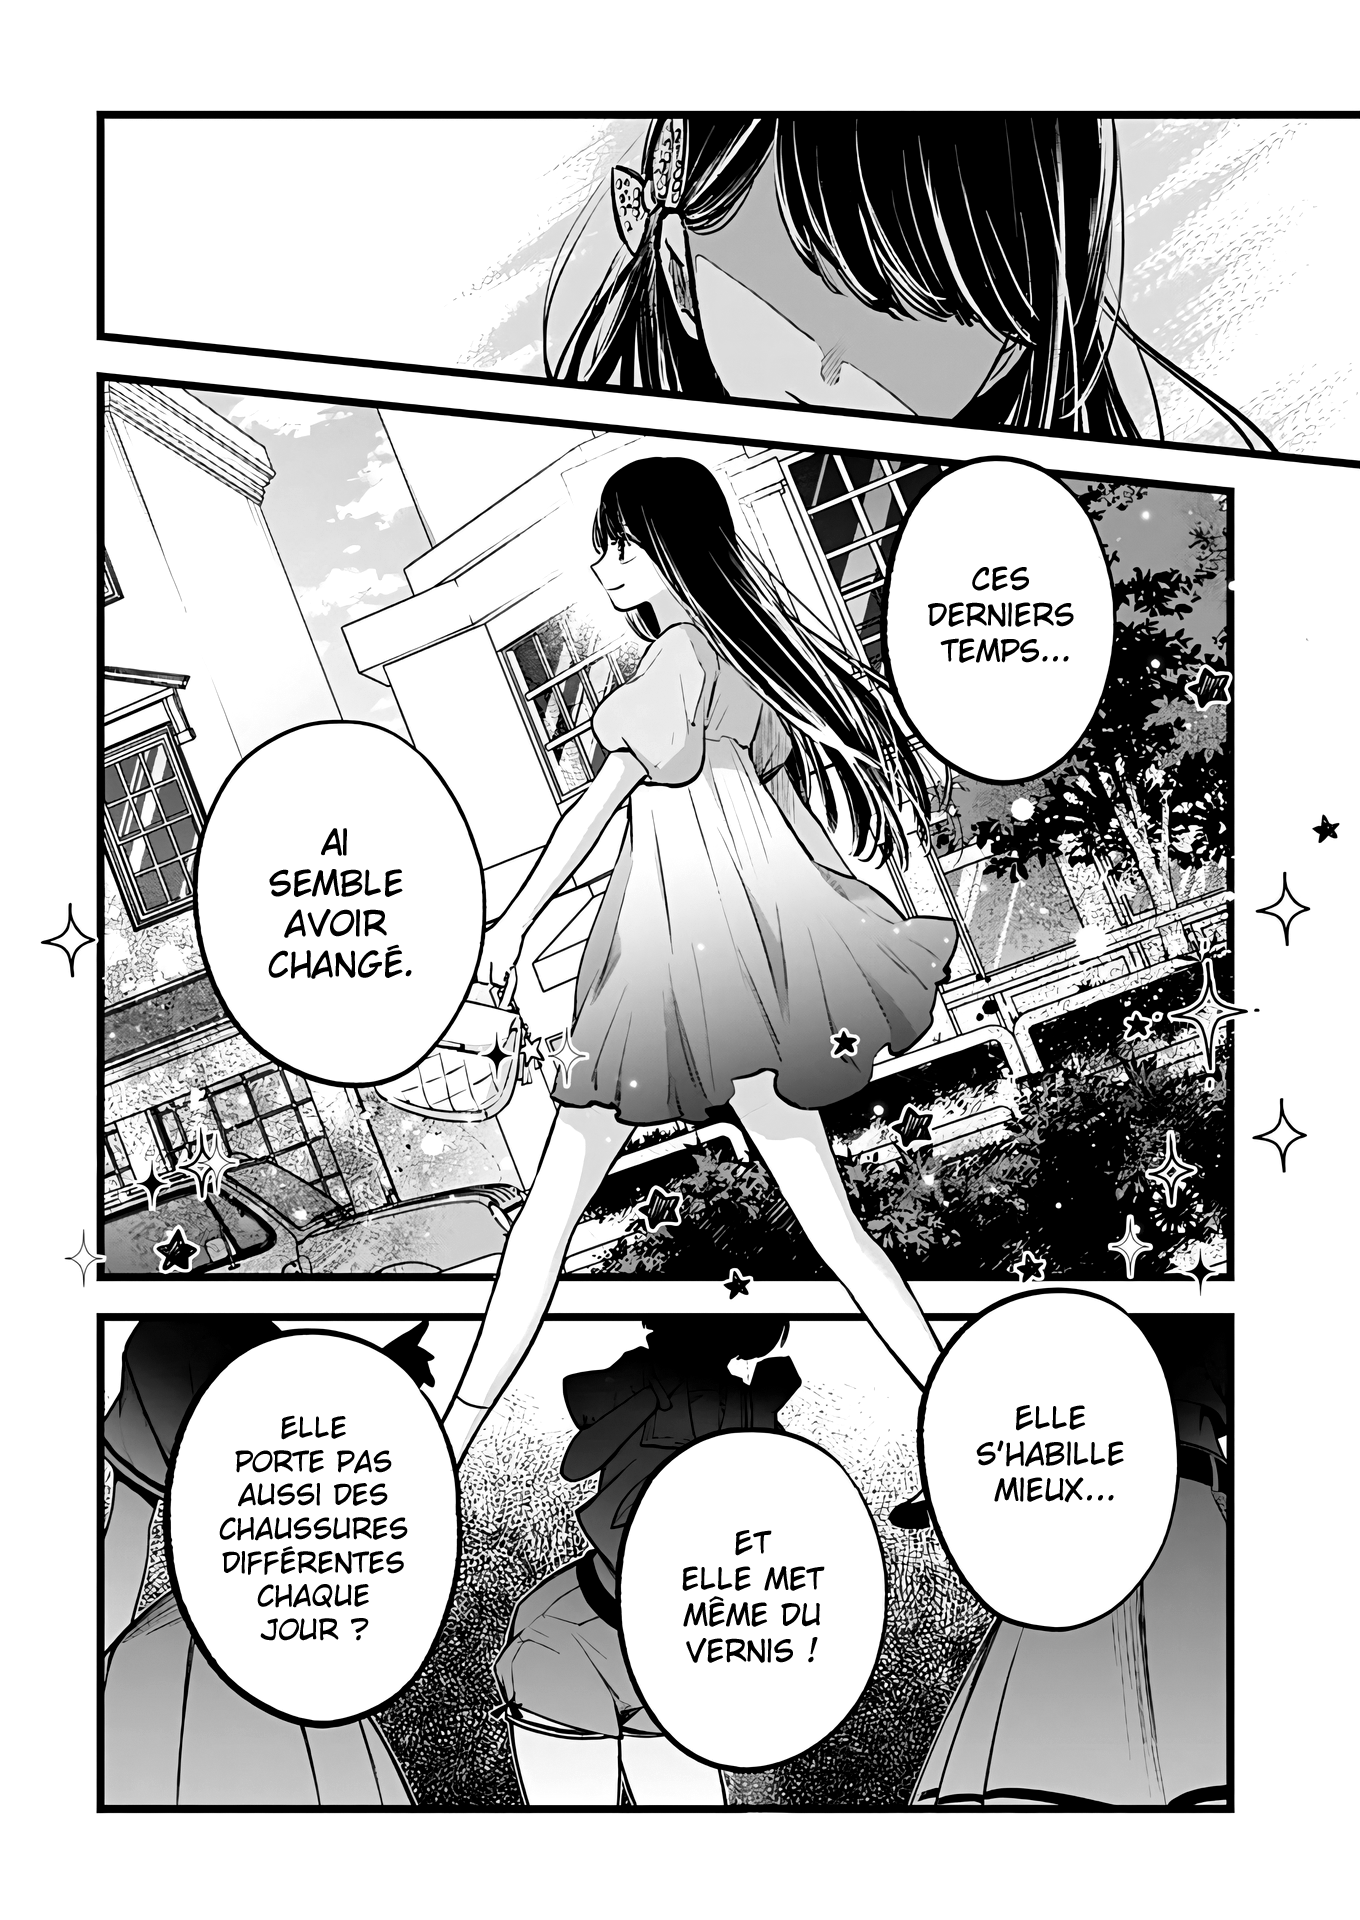 CES
DERNIERS
TEMPS...
AI
SEMBLE
AVOIR
CHANGÉ.
ELLE
S'HABILLE
MIEUX...
ET
ELLE MET
MÊME DU
VERNIS !
ELLE
PORTE PAS
AUSSI DES
CHAUSSURES
DIFFÉRENTES
CHAQUE
JOUR ?